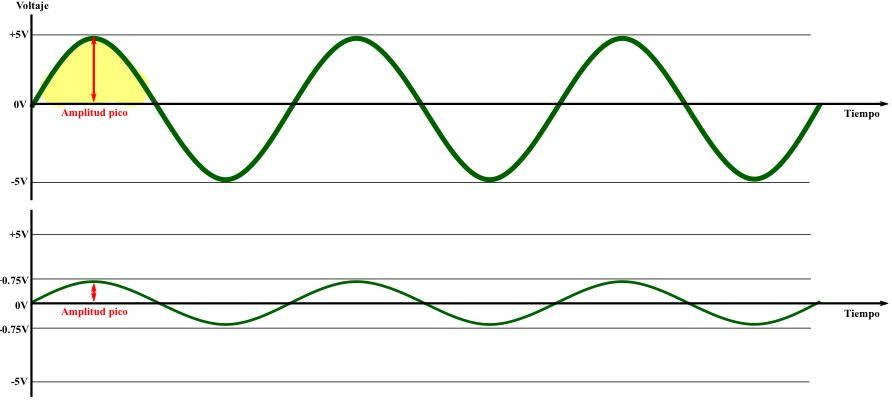 Voltaje
+5V
0V
Amplitud pico
Tiempo
-5V
+5V
+0.75V
0V
Amplitud pico
Tiempo
-0.75V
-5V